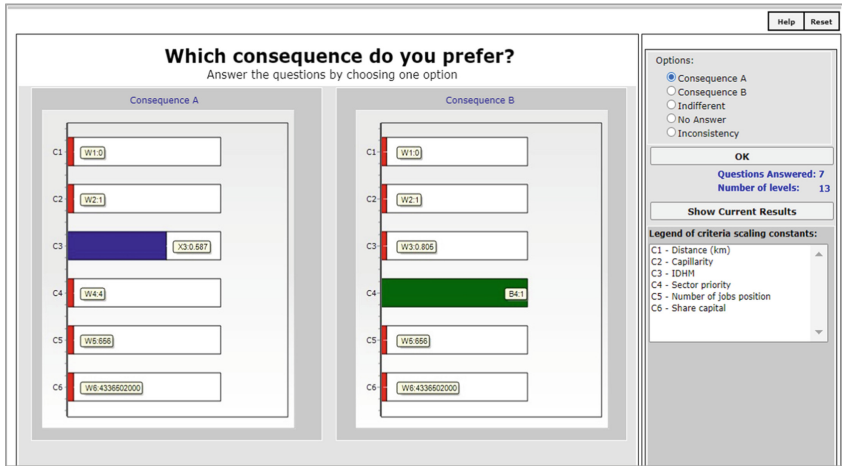 Help Reset
Which consequence do you prefer?
Answer the questions by choosing one option
Consequence A
C1 W1:0
C2 W2:1
C3 X3:0.587
C4 W4:4
C5 W5:656
C6 W6:4336502000
Consequence B
C1 W1:0
C2 W2:1
C3 W3:0.805
C4 B4:1
C5 W5:656
C6 W6:4336502000
Options:
Consequence A
Consequence B
Indifferent
No Answer
Inconsistency
OK
Questions Answered: 7
Number of levels: 13
Show Current Results
Legend of criteria scaling constants:
C1 - Distance (km)
C2 - Capillarity
C3 - IDHM
C4 - Sector priority
C5 - Number of jobs position
C6 - Share capital